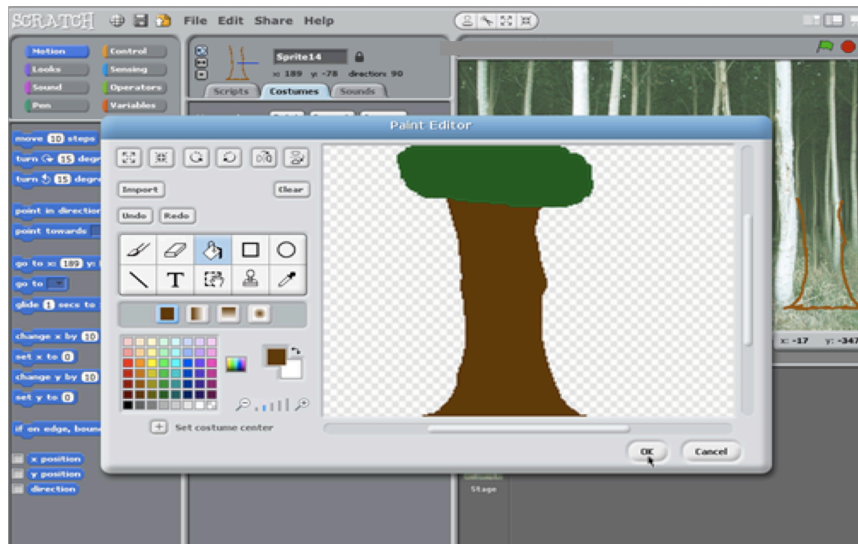 SCRATCH File Edit Share Help
Motion Control
Looks Sensing
Sound Operators
Pen Variables
Sprite14
x: 189 y: -78 direction: 90
Scripts Costumes Sounds
Paint Editor
move 10 steps
turn 15 degr
turn 15 degr
point in direction
point towards
go to x: 189 y:
go to
glide 1 secs to
change x by 10
set x to 0
change y by 10
set y to 0
if on edge, boun
x position
y position
direction
Import Clear
Undo Redo
T
Set costume center
OK Cancel
x: -17 y: -347
Stage